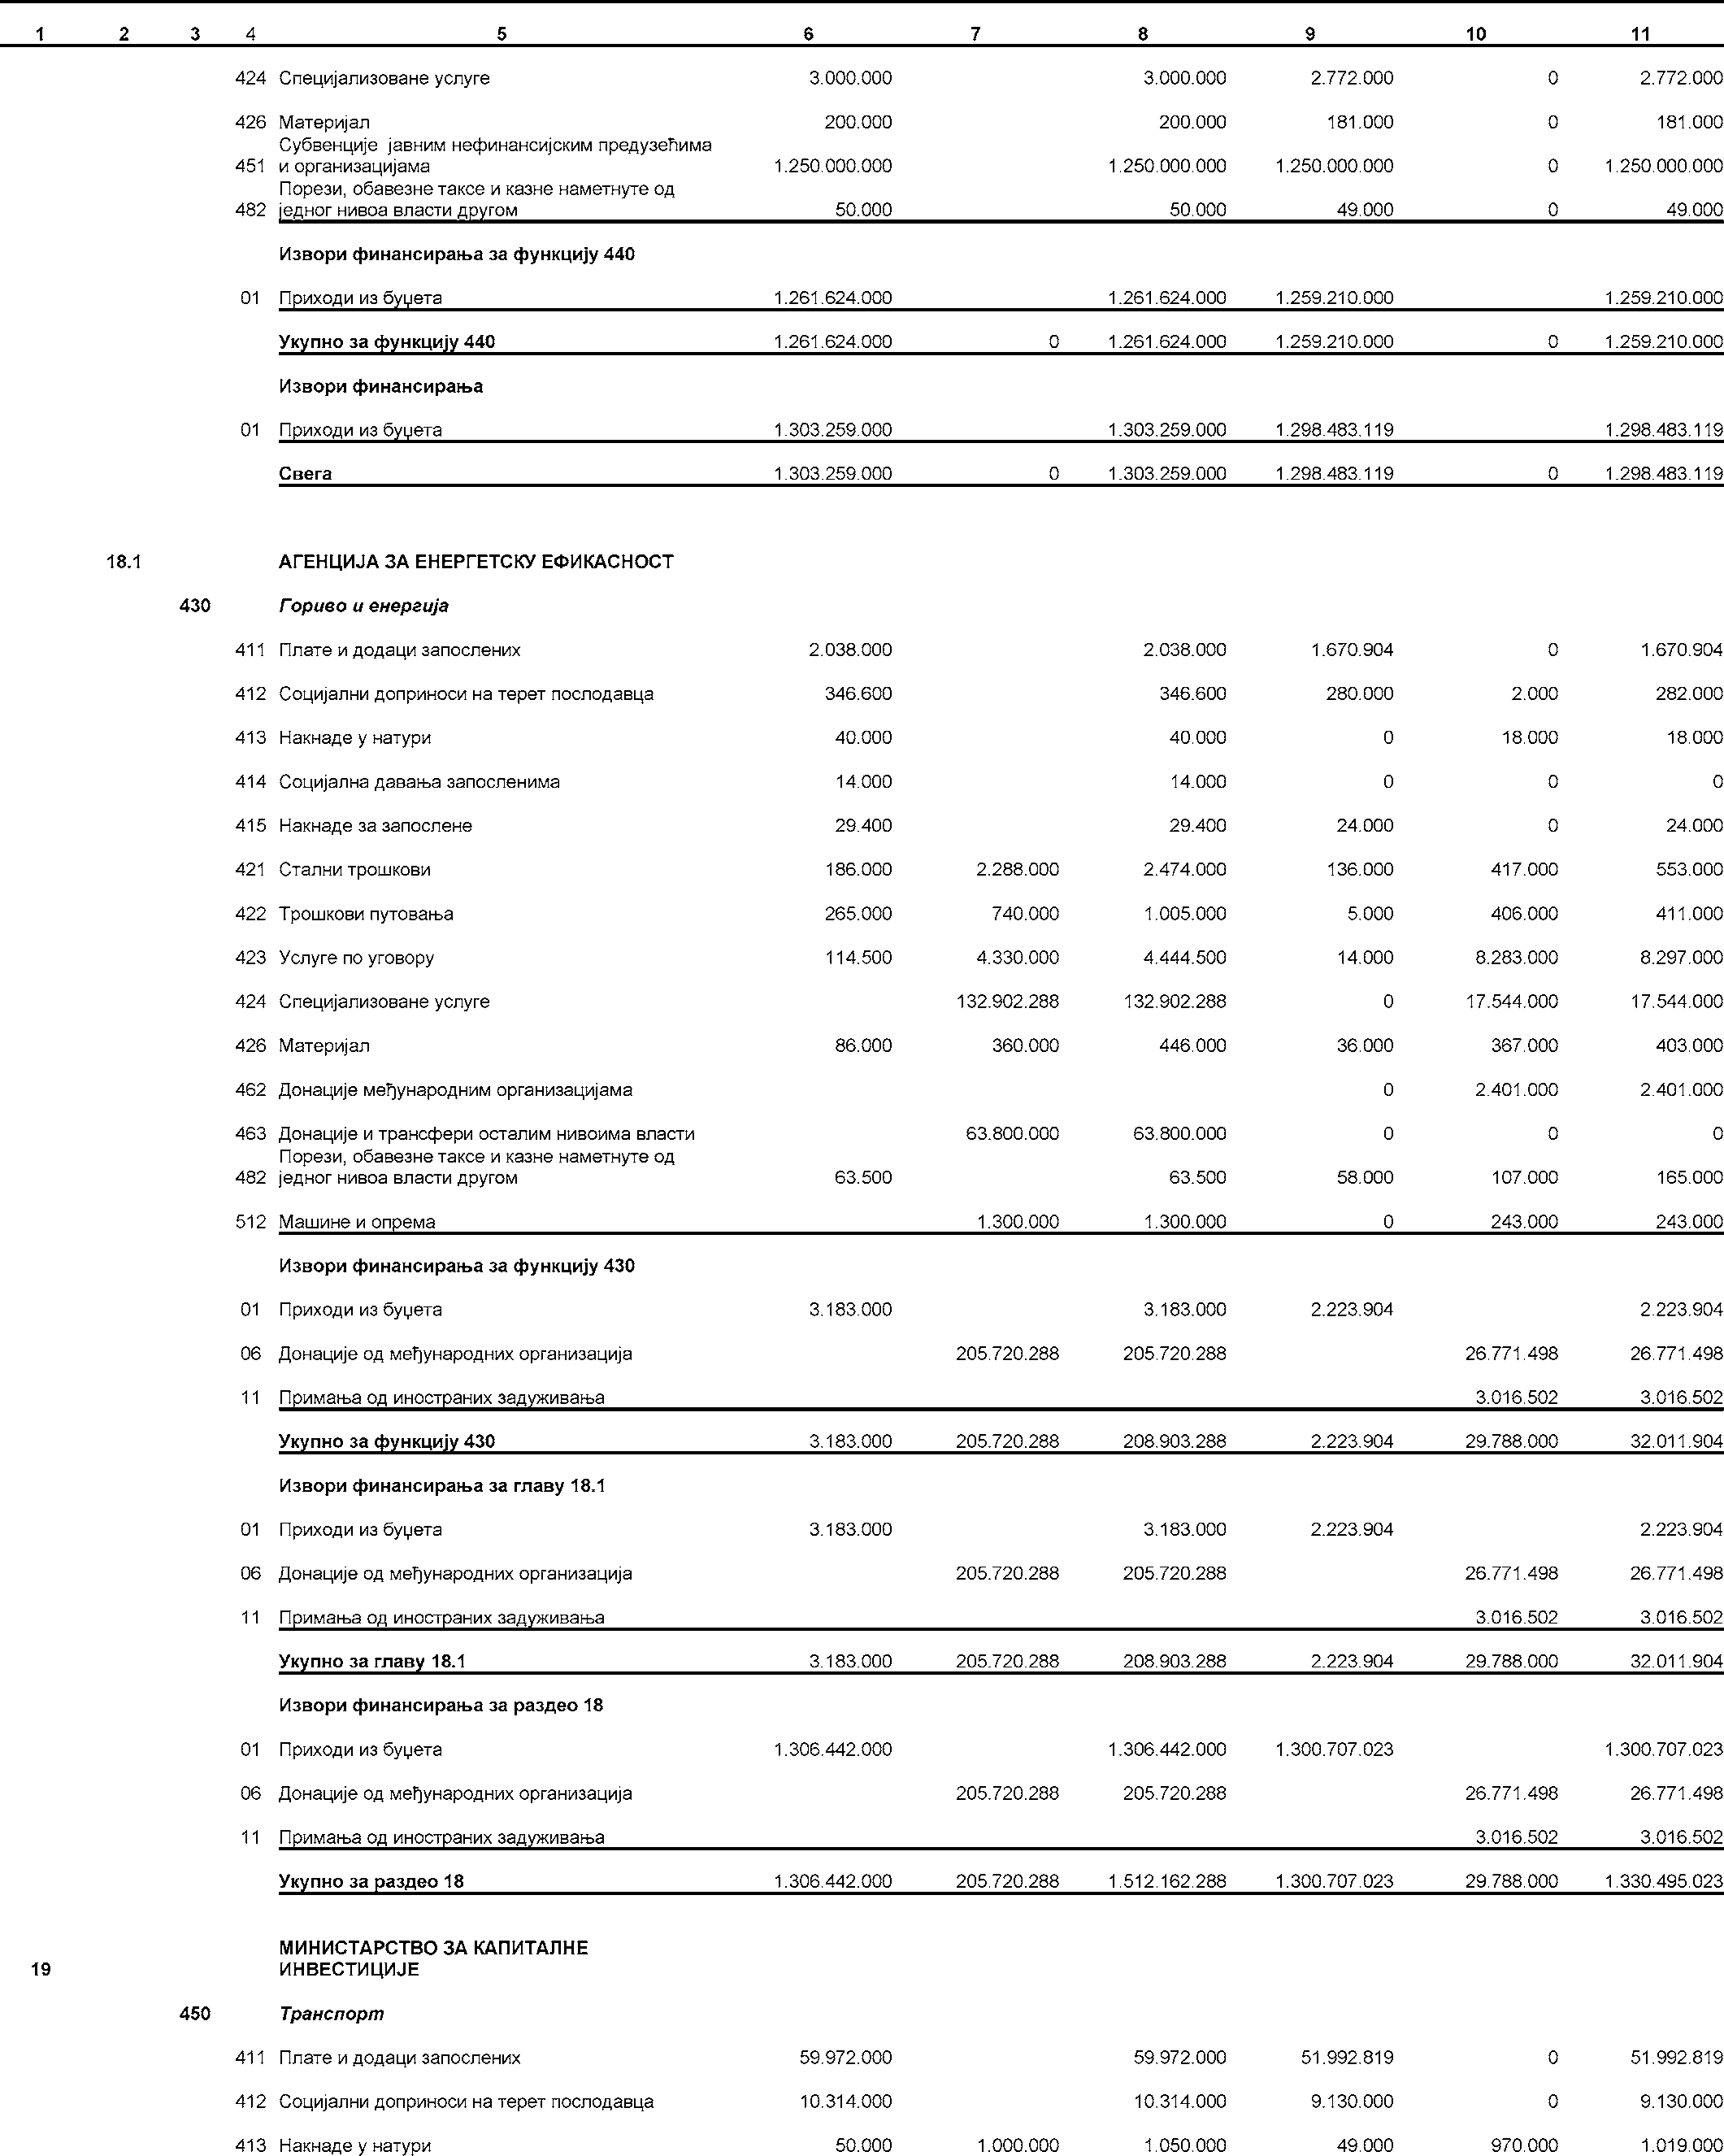 1 2 3 4 5 6 7 8 9 10 11
424 Специјализоване услуге 3.000.000 3.000.000 2.772.000 0 2.772.000
426 Материјал 200.000 200.000 181.000 0 181.000
Субвенције јавним нефинансијским предузећима
451 и организацијама 1.250.000.000 1.250.000.000 1.250.000.000 0 1.250.000.000
Порези, обавезне таксе и казне наметнуте од
482 једног нивоа власти другом 50.000 50.000 49.000 0 49.000
Извори финансирања за функцију 440
01 Приходи из буџета 1.261.624.000 1.261.624.000 1.259.210.000 1.259.210.000
Укупно за функцију 440 1.261.624.000 0 1.261.624.000 1.259.210.000 0 1.259.210.000
Извори финансирања
01 Приходи из буџета 1.303.259.000 1.303.259.000 1.298.483.119 1.298.483.119
Свега 1.303.259.000 0 1.303.259.000 1.298.483.119 0 1.298.483.119
18.1 АГЕНЦИЈА ЗА ЕНЕРГЕТСКУ ЕФИКАСНОСТ
430 Гориво и енергија
411 Плате и додаци запослених 2.038.000 2.038.000 1.670.904 0 1.670.904
412 Социјални доприноси на терет послодавца 346.600 346.600 280.000 2.000 282.000
413 Накнаде у натури 40.000 40.000 0 18.000 18.000
414 Социјална давања запосленима 14.000 14.000 0 0 0
415 Накнаде за запослене 29.400 29.400 24.000 0 24.000
421 Стални трошкови 186.000 2.288.000 2.474.000 136.000 417.000 553.000
422 Трошкови путовања 265.000 740.000 1.005.000 5.000 406.000 411.000
423 Услуге по уговору 114.500 4.330.000 4.444.500 14.000 8.283.000 8.297.000
424 Специјализоване услуге 132.902.288 132.902.288 0 17.544.000 17.544.000
426 Материјал 86.000 360.000 446.000 36.000 367.000 403.000
462 Донације међународним организацијама 0 2.401.000 2.401.000
463 Донације и трансфери осталим нивоима власти 63.800.000 63.800.000 0 0 0
Порези, обавезне таксе и казне наметнуте од
482 једног нивоа власти другом 63.500 63.500 58.000 107.000 165.000
512 Машине и опрема 1.300.000 1.300.000 0 243.000 243.000
Извори финансирања за функцију 430
01 Приходи из буџета 3.183.000 3.183.000 2.223.904 2.223.904
06 Донације од међународних организација 205.720.288 205.720.288 26.771.498 26.771.498
11 Примања од иностраних задуживања 3.016.502 3.016.502
Укупно за функцију 430 3.183.000 205.720.288 208.903.288 2.223.904 29.788.000 32.011.904
Извори финансирања за главу 18.1
01 Приходи из буџета 3.183.000 3.183.000 2.223.904 2.223.904
06 Донације од међународних организација 205.720.288 205.720.288 26.771.498 26.771.498
11 Примања од иностраних задуживања 3.016.502 3.016.502
Укупно за главу 18.1 3.183.000 205.720.288 208.903.288 2.223.904 29.788.000 32.011.904
Извори финансирања за раздео 18
01 Приходи из буџета 1.306.442.000 1.306.442.000 1.300.707.023 1.300.707.023
06 Донације од међународних организација 205.720.288 205.720.288 26.771.498 26.771.498
11 Примања од иностраних задуживања 3.016.502 3.016.502
Укупно за раздео 18 1.306.442.000 205.720.288 1.512.162.288 1.300.707.023 29.788.000 1.330.495.023
МИНИСТАРСТВО ЗА КАПИТАЛНЕ
19 ИНВЕСТИЦИЈЕ
450 Транспорт
411 Плате и додаци запослених 59.972.000 59.972.000 51.992.819 0 51.992.819
412 Социјални доприноси на терет послодавца 10.314.000 10.314.000 9.130.000 0 9.130.000
413 Накнаде у натури 50.000 1.000.000 1.050.000 49.000 970.000 1.019.000